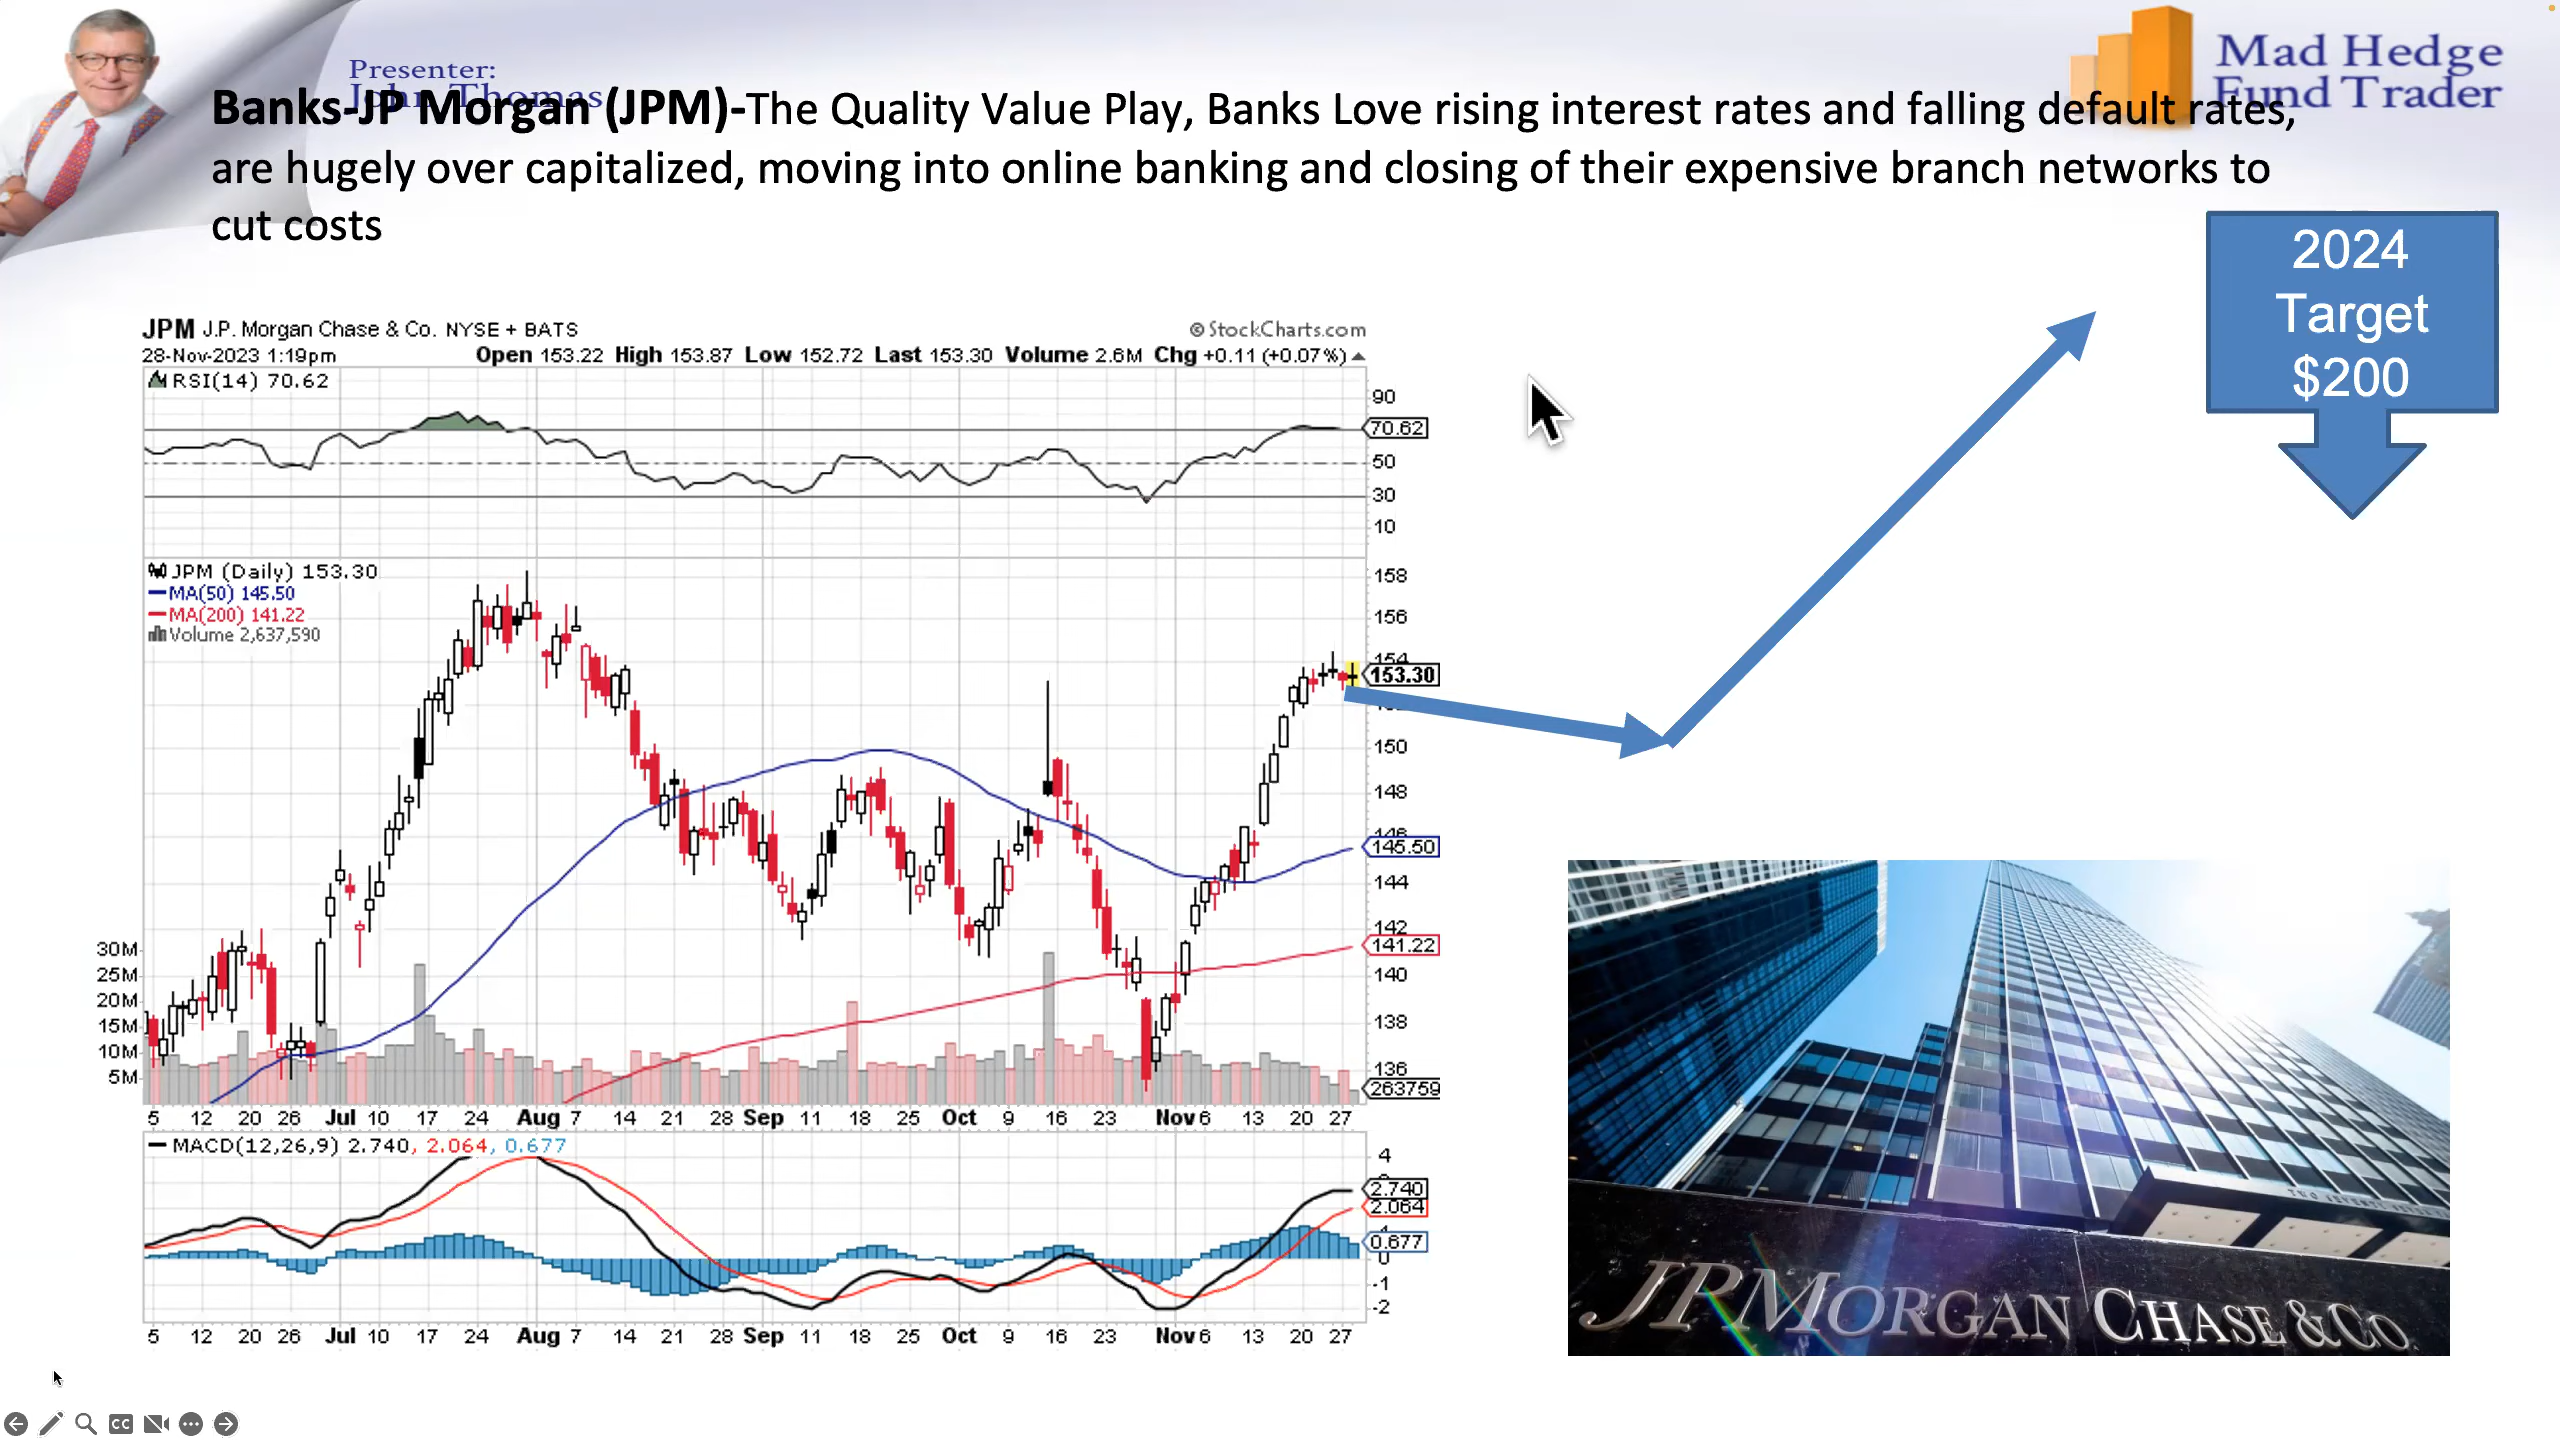 Presenter:
John Thomas
Mad Hedge
Fund Trader
Banks-JP Morgan (JPM)-The Quality Value Play, Banks Love rising interest rates and falling default rates,
are hugely over capitalized, moving into online banking and closing of their expensive branch networks to
cut costs
2024
Target
$200
JPM J.P. Morgan Chase & Co. NYSE + BATS
© StockCharts.com
28-Nov-2023 1:19pm
Open 153.22 High 153.87 Low 152.72 Last 153.30 Volume 2.6M Chg +0.11 (+0.07%)
RSI(14) 70.62
90
70.62
50
30
10
JPM (Daily) 153.30
MA(50) 145.50
MA(200) 141.22
Volume 2,637,590
158
156
154
153.30
150
148
146
145.50
144
142
141.22
140
138
136
263759
30M
25M
20M
15M
10M
5M
5 12 20 26 Jul 10 17 24 Aug 7 14 21 28 Sep 11 18 25 Oct 9 16 23 Nov 6 13 20 27
MACD(12,26,9) 2.740, 2.064, 0.677
4
2.740
2.064
0.677
0
-1
-2
5 12 20 26 Jul 10 17 24 Aug 7 14 21 28 Sep 11 18 25 Oct 9 16 23 Nov 6 13 20 27
JPMORGAN CHASE & CO.
CC